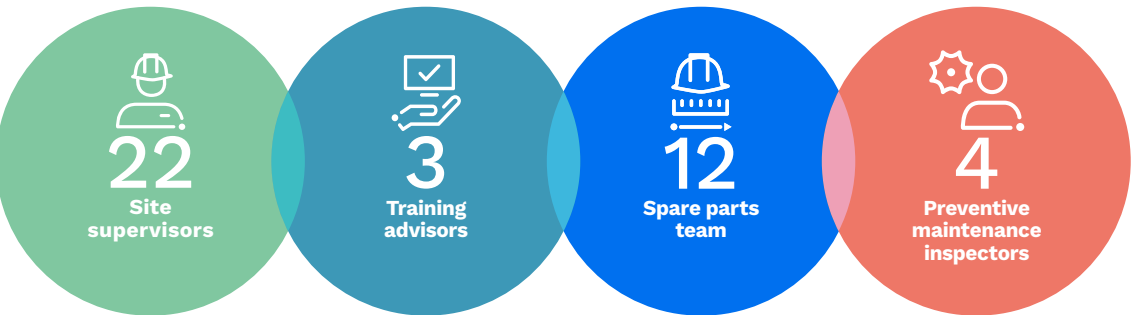 22
Site
supervisors
3
Training
advisors
12
Spare parts
team
4
Preventive
maintenance
inspectors